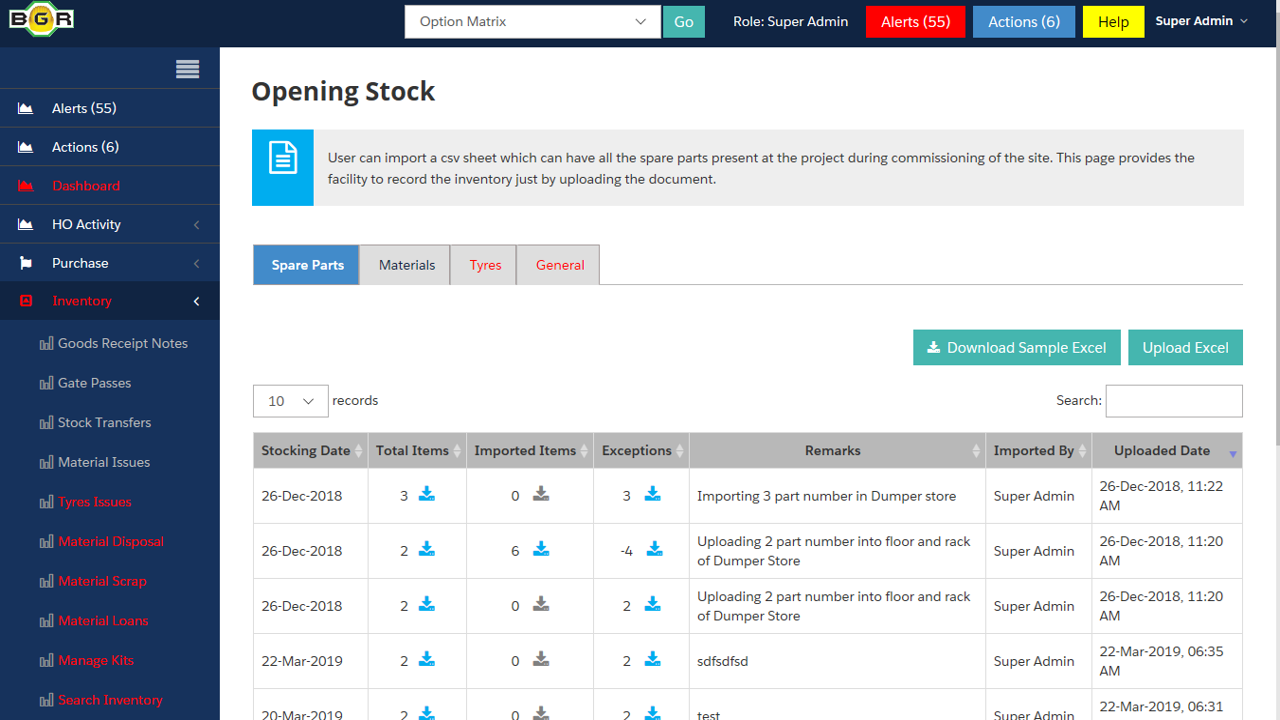 BGR
Option Matrix
Go
Role: Super Admin
Alerts (55)
Actions (6)
Help
Super Admin
Alerts (55)
Actions (6)
Dashboard
HO Activity
Purchase
Inventory
Goods Receipt Notes
Gate Passes
Stock Transfers
Material Issues
Tyres Issues
Material Disposal
Material Scrap
Material Loans
Manage Kits
Search Inventory
Opening Stock
User can import a csv sheet which can have all the spare parts present at the project during commissioning of the site. This page provides the
facility to record the inventory just by uploading the document.
Spare Parts Materials Tyres General
Download Sample Excel Upload Excel
10 records Search:
Stocking Date Total Items Imported Items Exceptions Remarks Imported By Uploaded Date
26-Dec-2018 3 0 3 Importing 3 part number in Dumper store Super Admin 26-Dec-2018, 11:22
AM
26-Dec-2018 2 6 -4 Uploading 2 part number into floor and rack
of Dumper Store Super Admin 26-Dec-2018, 11:20
AM
26-Dec-2018 2 0 2 Uploading 2 part number into floor and rack
of Dumper Store Super Admin 26-Dec-2018, 11:20
AM
22-Mar-2019 2 0 2 sdfsdfsd Super Admin 22-Mar-2019, 06:35
AM
20-Mar-2019 2 0 2 test Super Admin 22-Mar-2019, 06:31